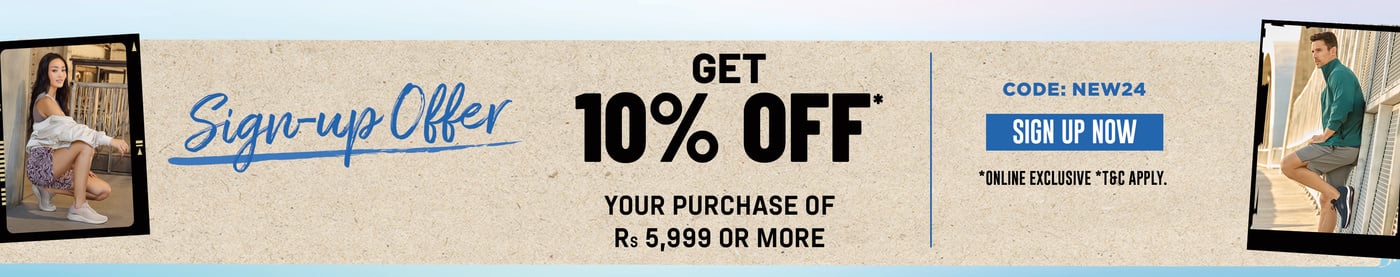 Sign-up Offer
GET
10% OFF*
YOUR PURCHASE OF
Rs 5,999 OR MORE
CODE: NEW24
SIGN UP NOW
*ONLINE EXCLUSIVE *T&C APPLY.